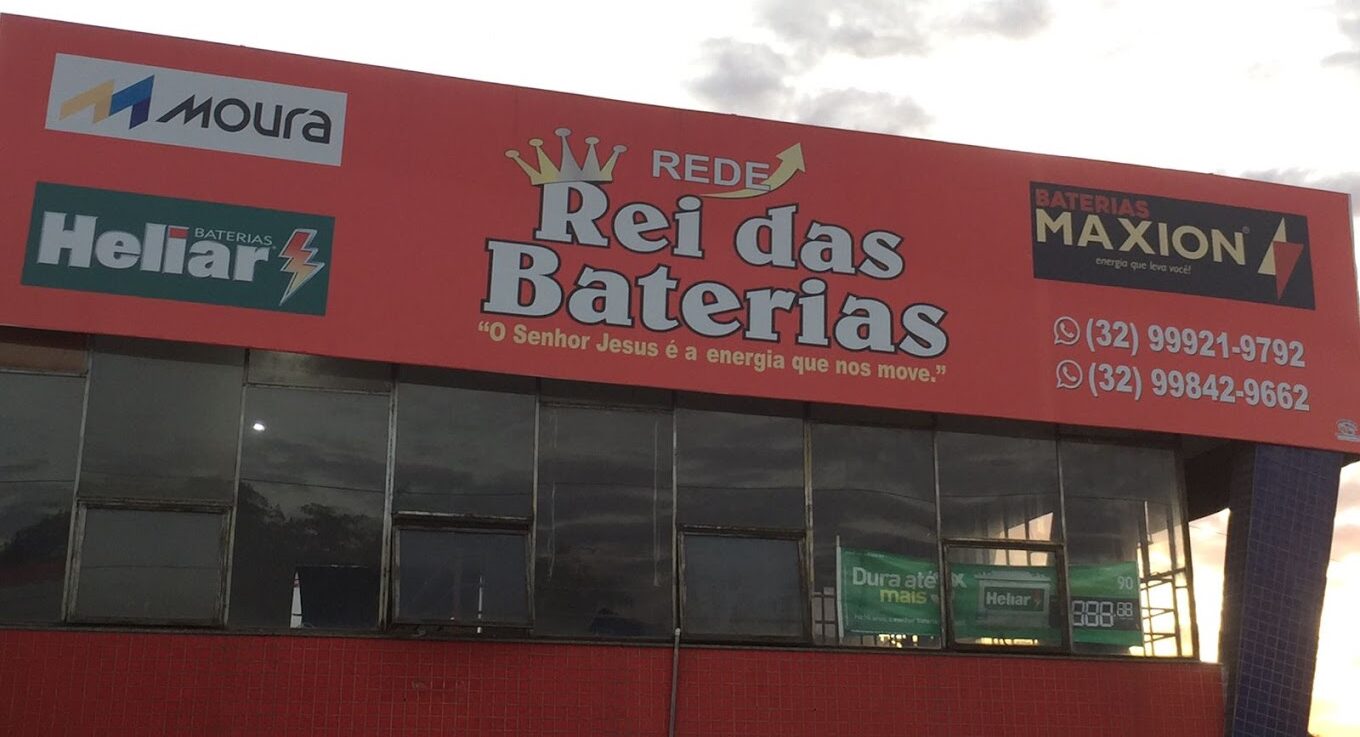 MOURA
BATERIAS
Heliar
REDE
Rei das
Baterias
“O Senhor Jesus é a energia que nos move.”
BATERIAS
MAXION®
energia que leva você!
(32) 99921-9792
(32) 99842-9662
Dura até
mais
Heliar
90